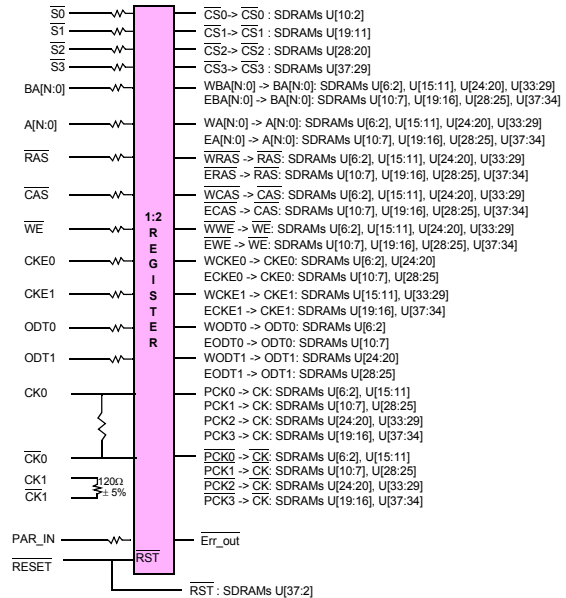 S0
S1
S2
S3
BA[N:0]
A[N:0]
RAS
CAS
WE
CKE0
CKE1
ODT0
ODT1
CK0
CK0
CK1
CK1
120Ω
± 5%
PAR_IN
RESET
1:2
R
E
G
I
S
T
E
R
RST
CS0-> CS0 : SDRAMs U[10:2]
CS1-> CS1 : SDRAMs U[19:11]
CS2-> CS2 : SDRAMs U[28:20]
CS3-> CS3 : SDRAMs U[37:29]
WBA[N:0] -> BA[N:0]: SDRAMs U[6:2], U[15:11], U[24:20], U[33:29]
EBA[N:0] -> BA[N:0]: SDRAMs U[10:7], U[19:16], U[28:25], U[37:34]
WA[N:0] -> A[N:0]: SDRAMs U[6:2], U[15:11], U[24:20], U[33:29]
EA[N:0] -> A[N:0]: SDRAMs U[10:7], U[19:16], U[28:25], U[37:34]
WRAS -> RAS: SDRAMs U[6:2], U[15:11], U[24:20], U[33:29]
ERAS -> RAS: SDRAMs U[10:7], U[19:16], U[28:25], U[37:34]
WCAS -> CAS: SDRAMs U[6:2], U[15:11], U[24:20], U[33:29]
ECAS -> CAS: SDRAMs U[10:7], U[19:16], U[28:25], U[37:34]
WWE -> WE: SDRAMs U[6:2], U[15:11], U[24:20], U[33:29]
EWE -> WE: SDRAMs U[10:7], U[19:16], U[28:25], U[37:34]
WCKE0 -> CKE0: SDRAMs U[6:2], U[24:20]
ECKE0 -> CKE0: SDRAMs U[10:7], U[28:25]
WCKE1 -> CKE1: SDRAMs U[15:11], U[33:29]
ECKE1 -> CKE1: SDRAMs U[19:16], U[37:34]
WODT0 -> ODT0: SDRAMs U[6:2]
EODT0 -> ODT0: SDRAMs U[10:7]
WODT1 -> ODT1: SDRAMs U[24:20]
EODT1 -> ODT1: SDRAMs U[28:25]
PCK0 -> CK: SDRAMs U[6:2], U[15:11]
PCK1 -> CK: SDRAMs U[10:7], U[28:25]
PCK2 -> CK: SDRAMs U[24:20], U[33:29]
PCK3 -> CK: SDRAMs U[19:16], U[37:34]
PCK0 -> CK: SDRAMs U[6:2], U[15:11]
PCK1 -> CK: SDRAMs U[10:7], U[28:25]
PCK2 -> CK: SDRAMs U[24:20], U[33:29]
PCK3 -> CK: SDRAMs U[19:16], U[37:34]
Err_out
RST : SDRAMs U[37:2]